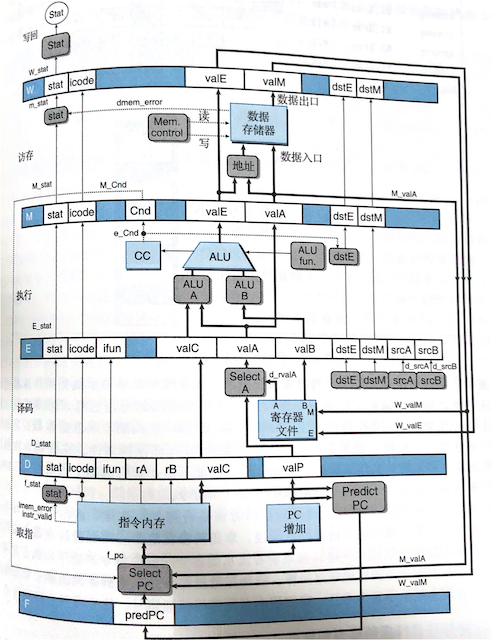 Stat
写回
Stat
W_stat
W stat icode valE valM dstE dstM
m_stat
数据出口
stat
dmem_error
Mem. control
读
写
数据
存储器
访存
地址
数据入口
M_stat
M_Cnd
M_valA
M stat icode Cnd valE valA dstE dstM
e_Cnd
CC
ALU
ALU fun.
dstE
执行
ALU A
ALU B
E_stat
E stat icode ifun valC valA valB dstE dstM srcA srcB
d_srcA d_srcB
Select A
d_rvalA
dstE dstM srcA srcB
A B
M
E
寄存器
文件
W_valM
W_valE
译码
D_stat
D stat icode ifun rA rB valC valP
f_stat
stat
imem_error
instr_valid
指令内存
PC
增加
Predict PC
取指
f_pc
M_valA
W_valM
Select PC
F predPC